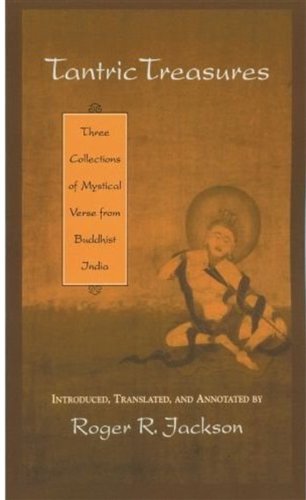 Tantric Treasures
Three
Collections
of Mystical
Verse from
Buddhist
India
Introduced, Translated, and Annotated by
Roger R. Jackson